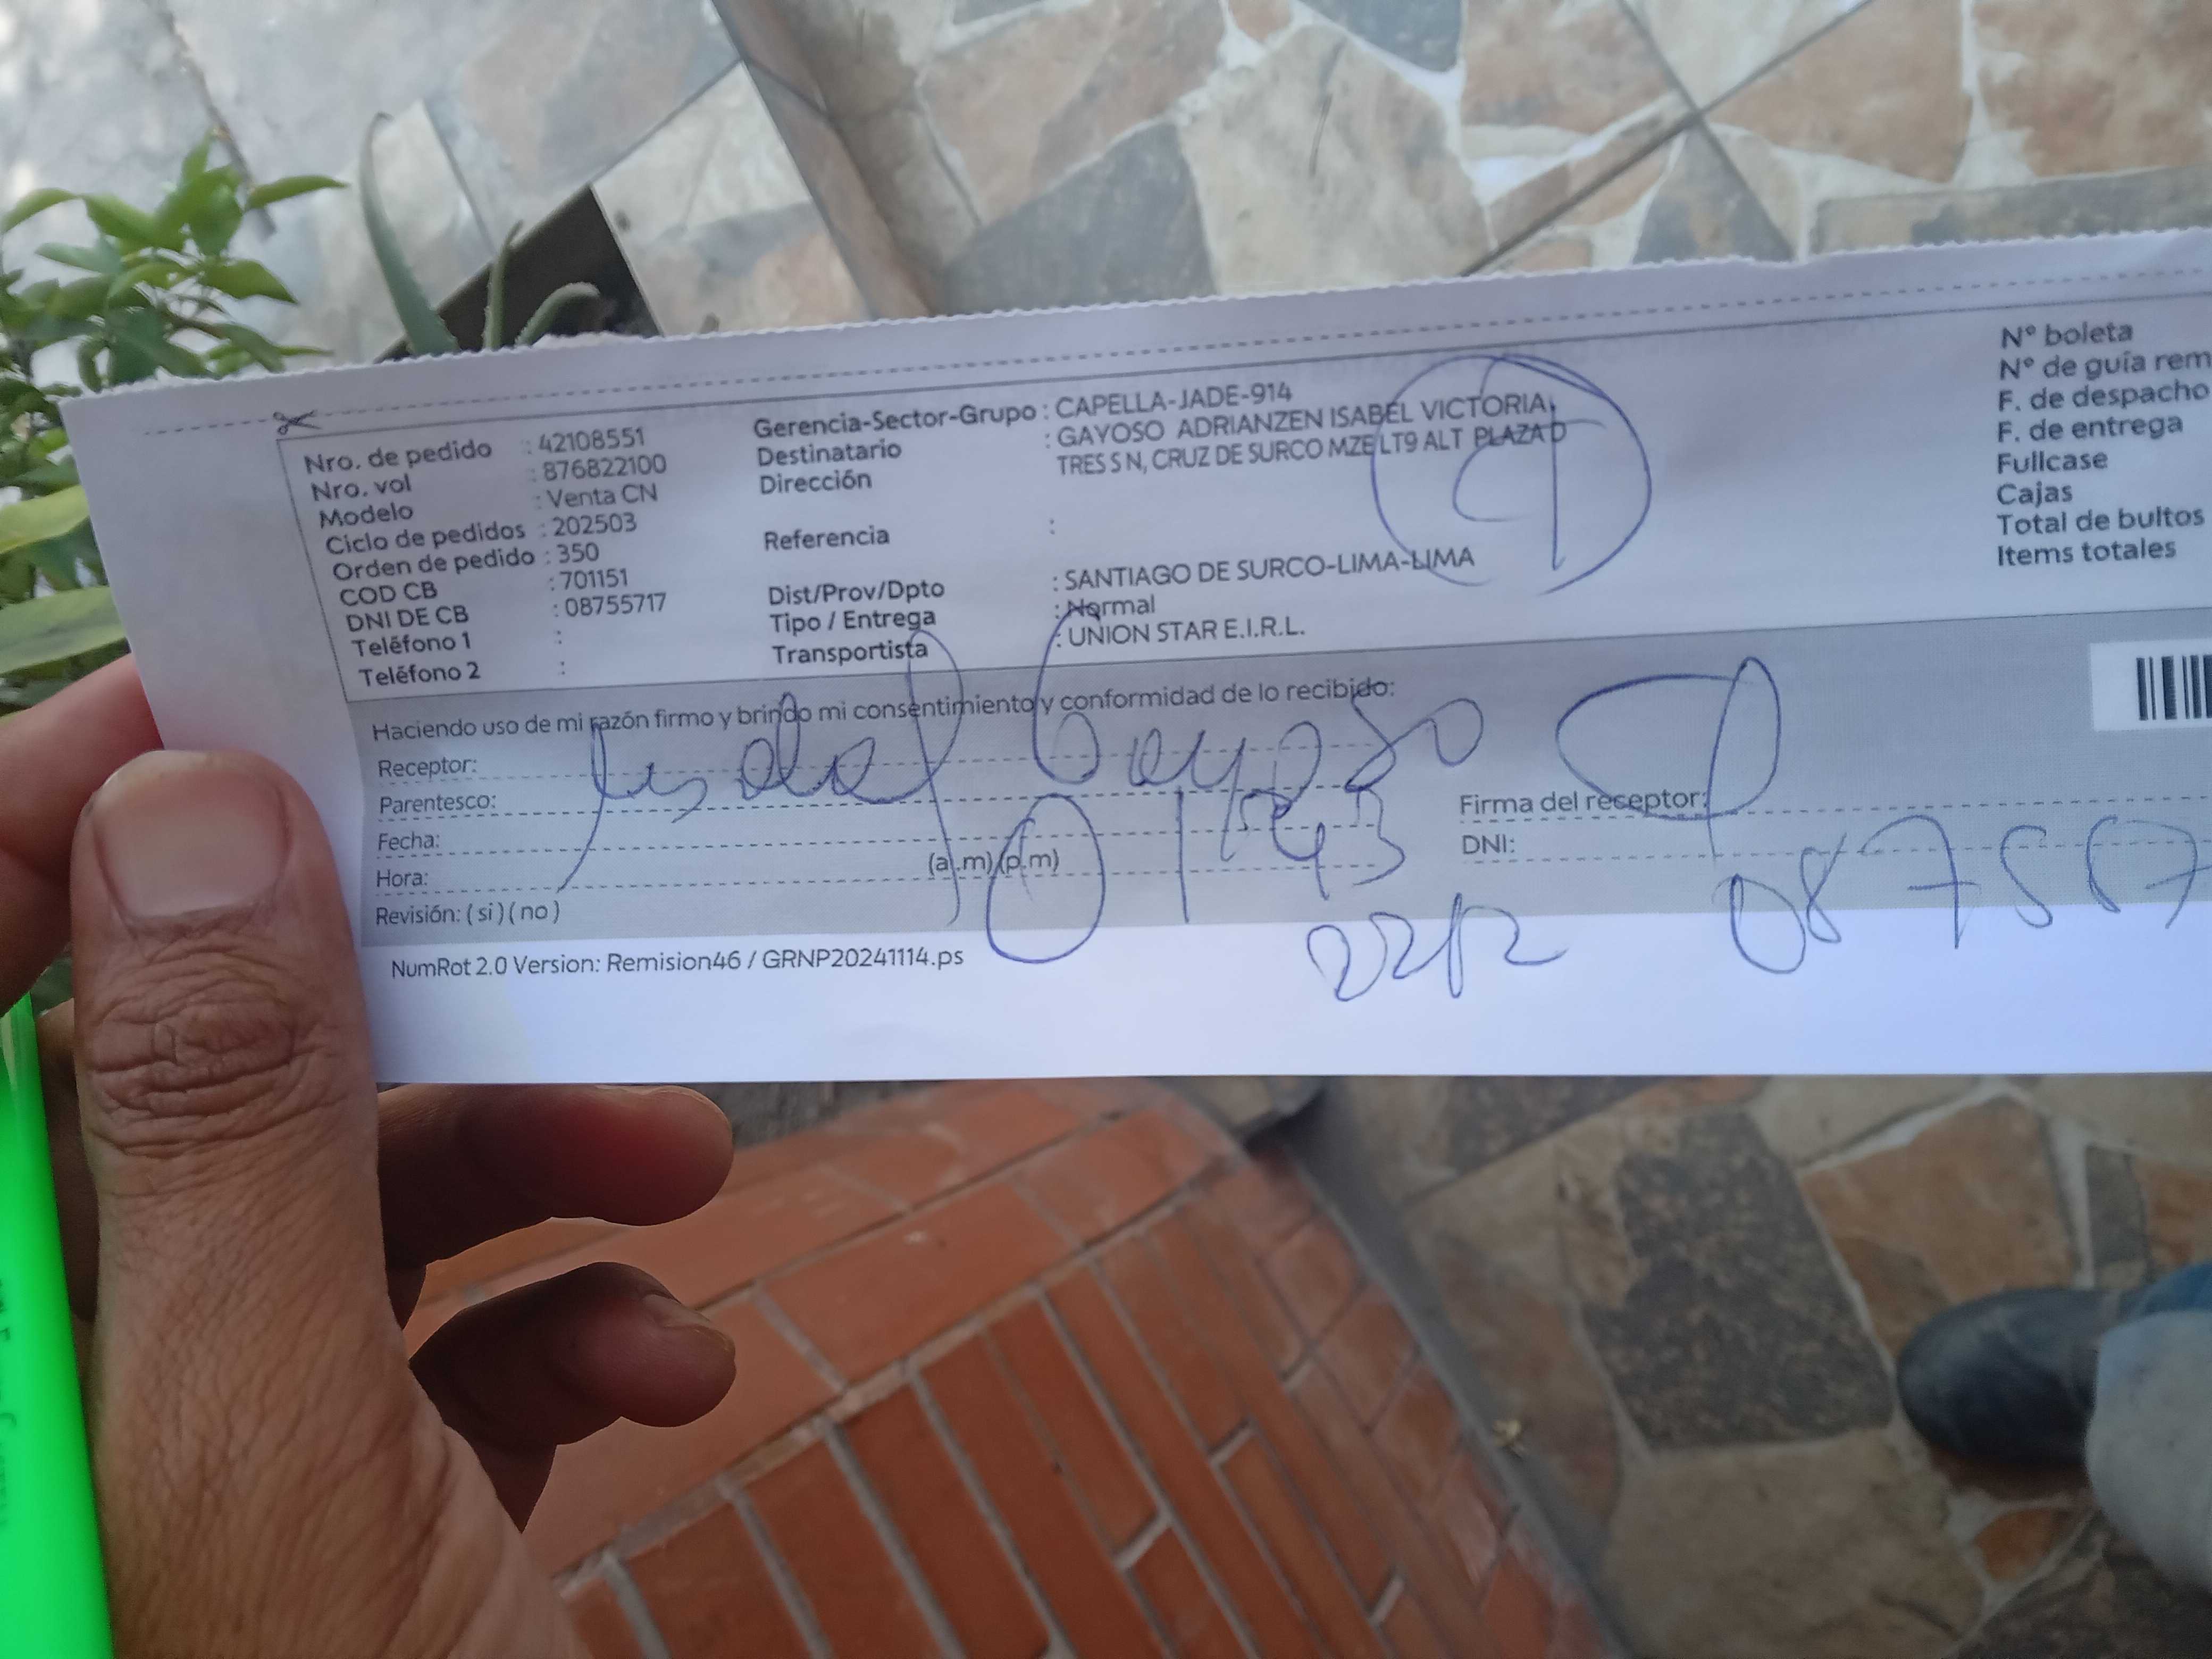 Nro. de pedido : 42108551
Nro. vol : 876822100
Modelo : Venta CN
Ciclo de pedidos : 202503
Orden de pedido : 350
COD CB : 701151
DNI DE CB : 08755717
Teléfono 1 :
Teléfono 2 :
Gerencia-Sector-Grupo : CAPELLA-JADE-914
Destinatario : GAYOSO ADRIANZEN ISABEL VICTORIA
Dirección TRES S N, CRUZ DE SURCO MZE LT9 ALT PLAZA D
Referencia :
Dist/Prov/Dpto : SANTIAGO DE SURCO-LIMA-LIMA
Tipo / Entrega : Normal
Transportista : UNION STAR E.I.R.L.
Nº boleta
Nº de guía rem
F. de despacho
F. de entrega
Fullcase
Cajas
Total de bultos
Items totales
Haciendo uso de mi razón firmo y brindo mi consentimiento y conformidad de lo recibido:
Receptor: Isabel Gayoso
Parentesco:
Fecha:
Hora: (a.m) (p.m)
Revisión: ( si ) ( no )
Firma del receptor:
DNI:
22/12
NumRot 2.0 Version: Remision46 / GRNP20241114.ps